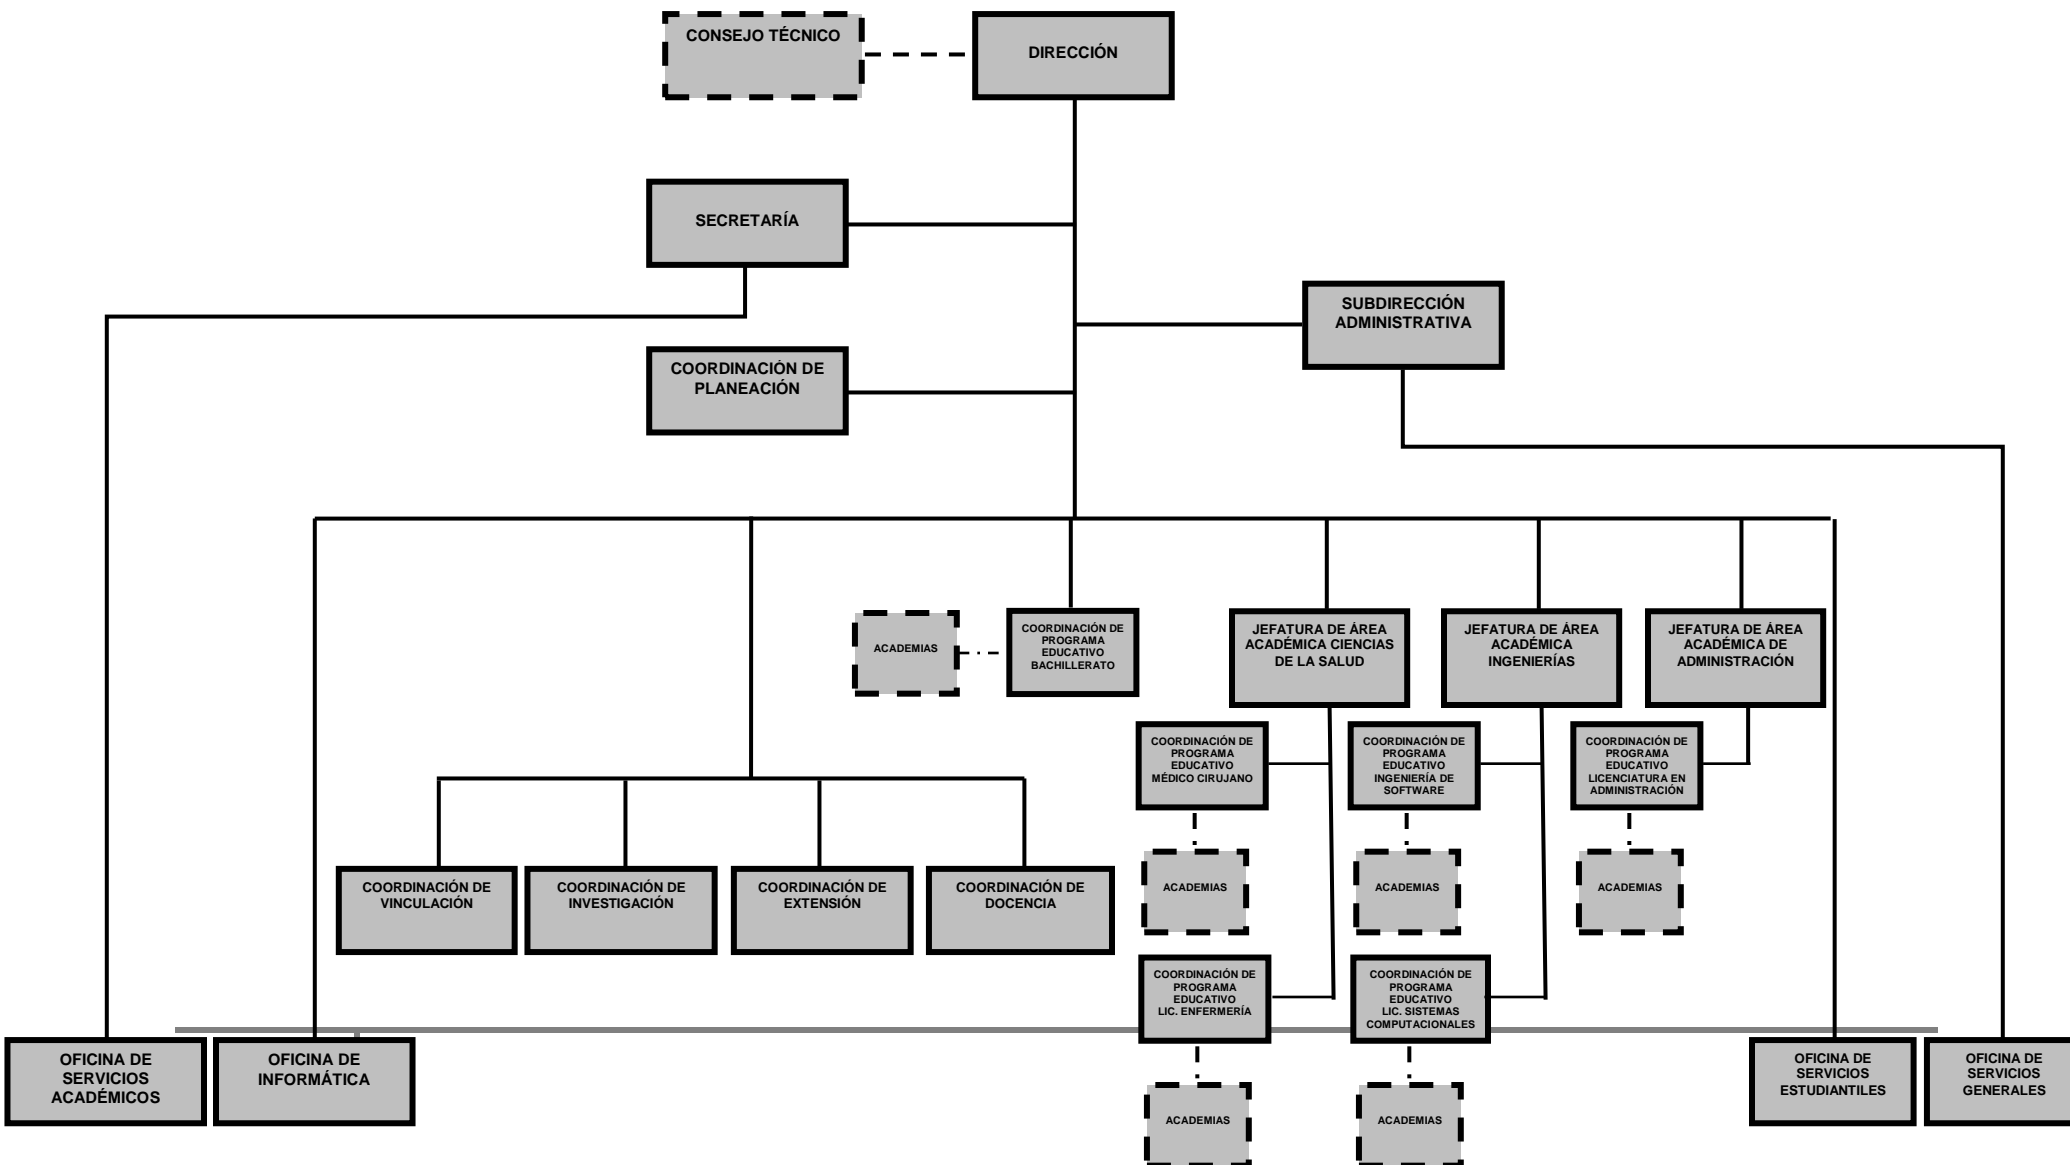 CONSEJO TÉCNICO
DIRECCIÓN
SECRETARÍA
SUBDIRECCIÓN
ADMINISTRATIVA
COORDINACIÓN DE
PLANEACIÓN
ACADEMIAS
COORDINACIÓN DE
PROGRAMA
EDUCATIVO
BACHILLERATO
JEFATURA DE ÁREA
ACADÉMICA CIENCIAS
DE LA SALUD
JEFATURA DE ÁREA
ACADÉMICA
INGENIERÍAS
JEFATURA DE ÁREA
ACADÉMICA DE
ADMINISTRACIÓN
COORDINACIÓN DE
PROGRAMA
EDUCATIVO
MÉDICO CIRUJANO
COORDINACIÓN DE
PROGRAMA
EDUCATIVO
INGENIERÍA DE
SOFTWARE
COORDINACIÓN DE
PROGRAMA
EDUCATIVO
LICENCIATURA EN
ADMINISTRACIÓN
COORDINACIÓN DE
VINCULACIÓN
COORDINACIÓN DE
INVESTIGACIÓN
COORDINACIÓN DE
EXTENSIÓN
COORDINACIÓN DE
DOCENCIA
ACADEMIAS
ACADEMIAS
ACADEMIAS
COORDINACIÓN DE
PROGRAMA
EDUCATIVO
LIC. ENFERMERÍA
COORDINACIÓN DE
PROGRAMA
EDUCATIVO
LIC. SISTEMAS
COMPUTACIONALES
OFICINA DE
SERVICIOS
ACADÉMICOS
OFICINA DE
INFORMÁTICA
OFICINA DE
SERVICIOS
ESTUDIANTILES
OFICINA DE
SERVICIOS
GENERALES
ACADEMIAS
ACADEMIAS